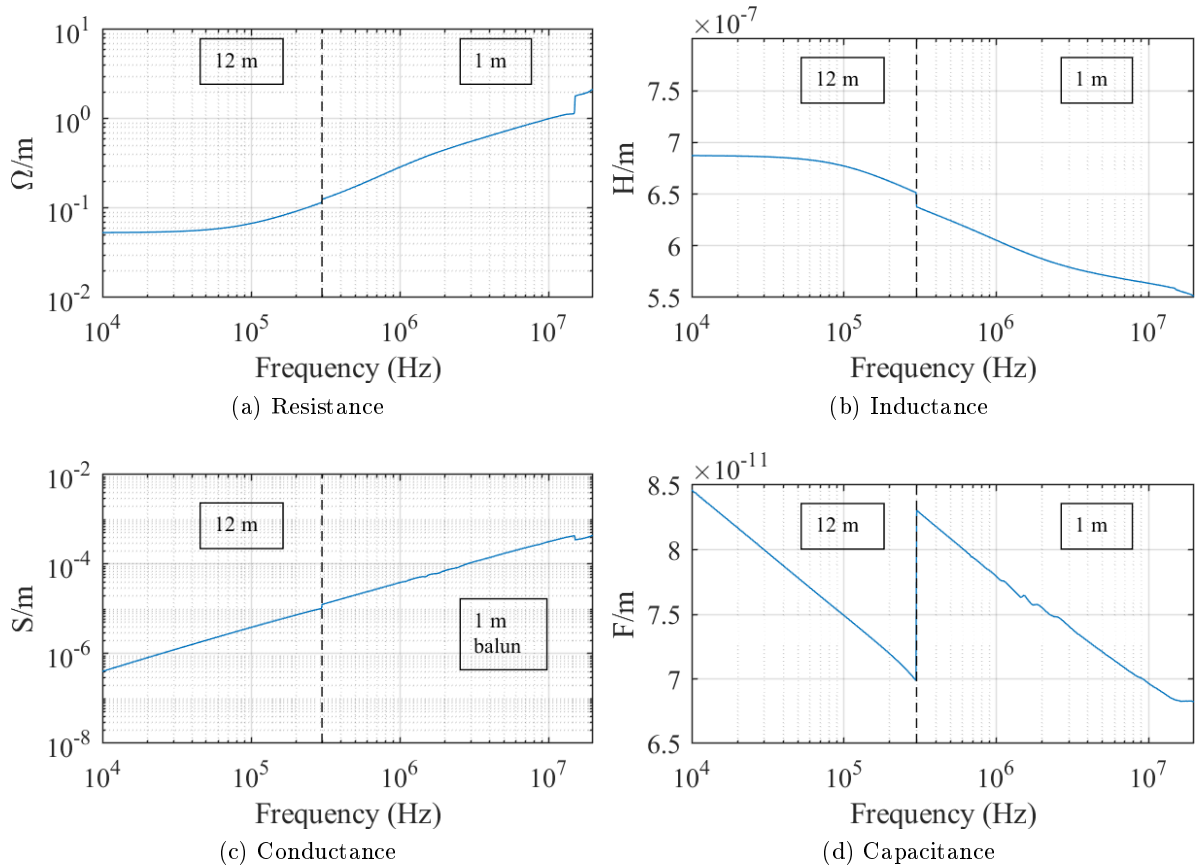 10^1
10^0
10^-1
10^-2
Ω/m
12 m
1 m
10^4
10^5
10^6
10^7
Frequency (Hz)
(a) Resistance
×10^-7
7.5
7
6.5
6
5.5
H/m
12 m
1 m
10^4
10^5
10^6
10^7
Frequency (Hz)
(b) Inductance
10^-2
10^-4
10^-6
10^-8
S/m
12 m
1 m
balun
10^4
10^5
10^6
10^7
Frequency (Hz)
(c) Conductance
×10^-11
8.5
8
7.5
7
6.5
F/m
12 m
1 m
10^4
10^5
10^6
10^7
Frequency (Hz)
(d) Capacitance